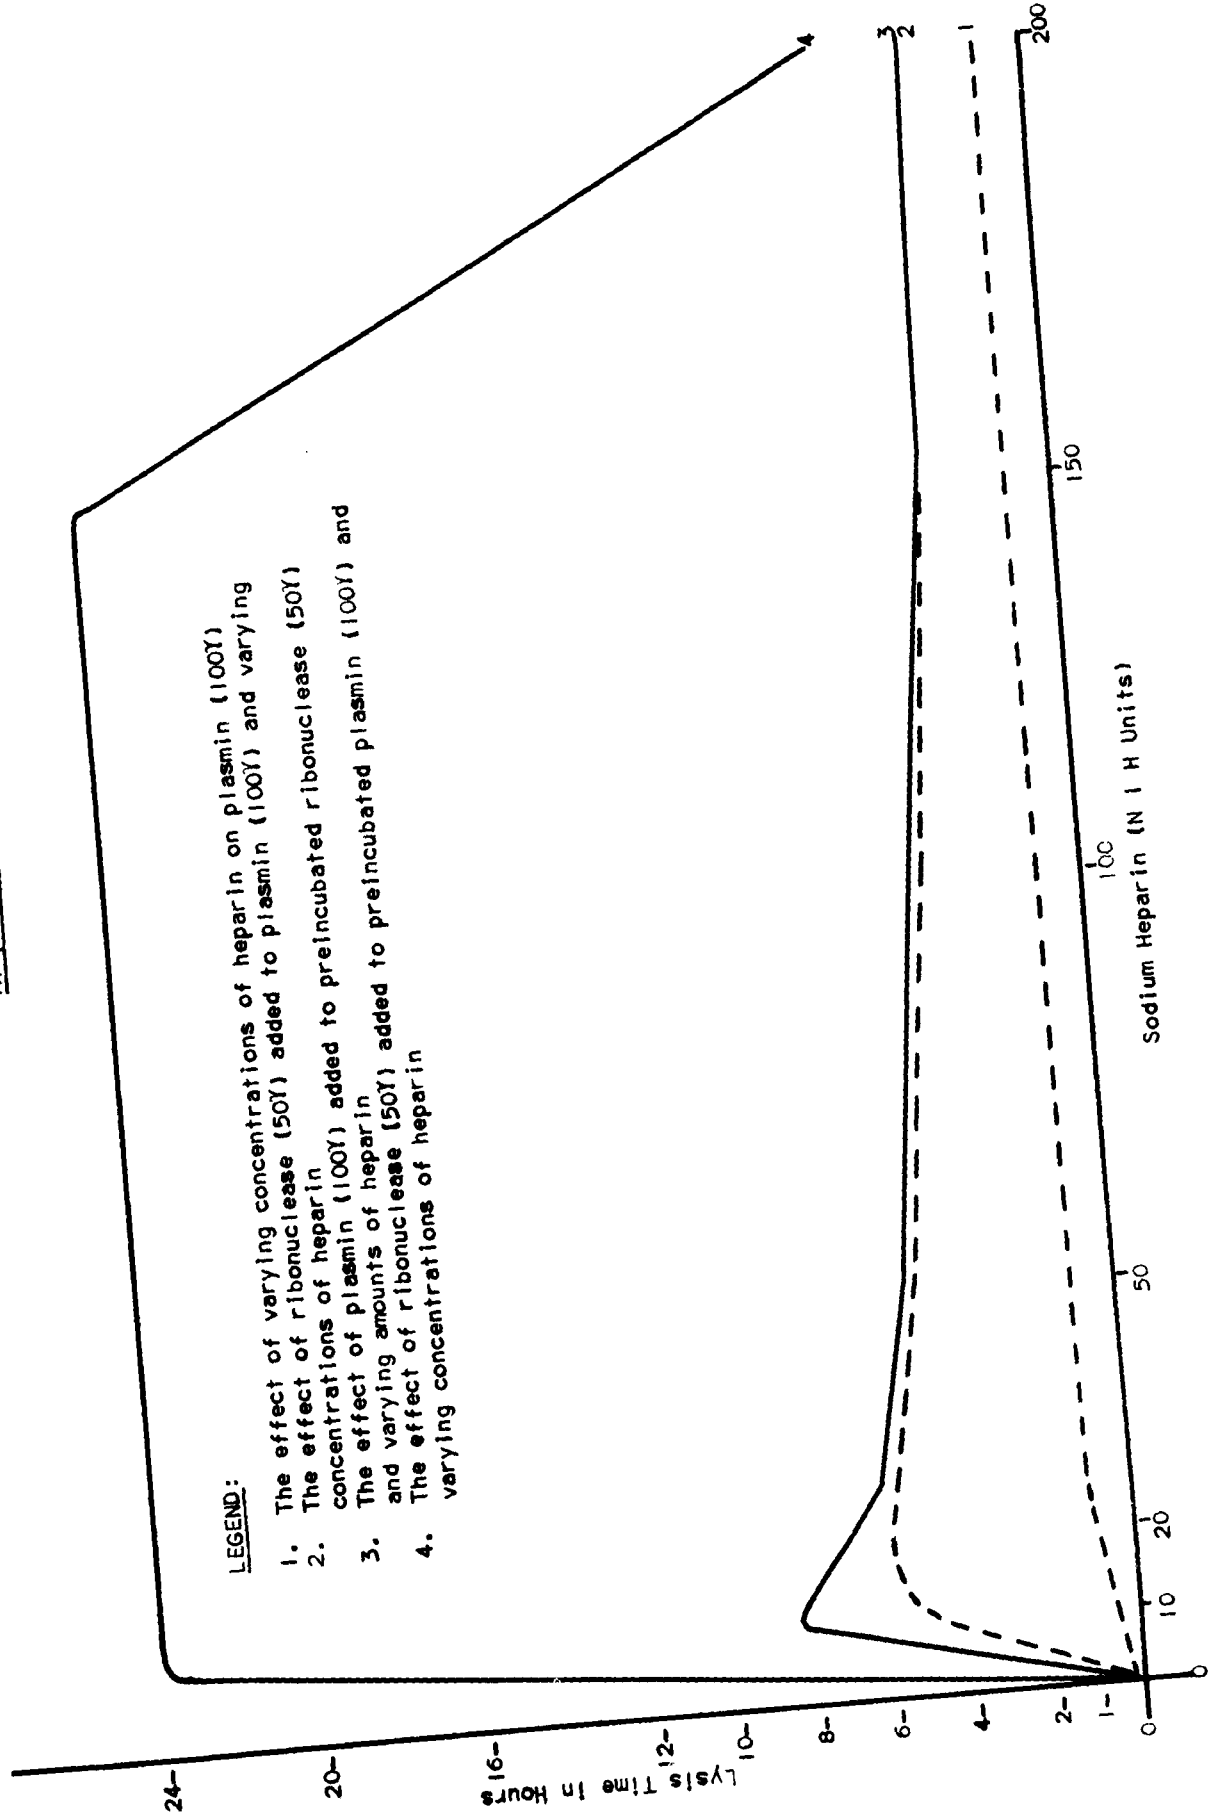 LEGEND:
1. The effect of varying concentrations of heparin on plasmin (100γ)
2. The effect of ribonuclease (50γ) added to plasmin (100γ) and varying
concentrations of heparin
3. The effect of plasmin (100γ) added to preincubated ribonuclease (50γ)
and varying amounts of heparin
4. The effect of ribonuclease (50γ) added to preincubated plasmin (100γ) and
varying concentrations of heparin
4
3
2
1
Lysis Time in Hours
24-
20-
16-
12-
10-
8-
6-
4-
2-
1-
0-
0
10
20
50
100
150
200
Sodium Heparin (N I H Units)